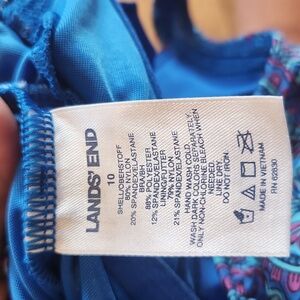 LANDS' END
10
SHELL/OBERSTOFF
80% NYLON
20% SPANDEX/ELASTANE
BRA/BH
88% POLYESTER
12% SPANDEX/ELASTANE
LINING/FUTTER
79% NYLON
21% SPANDEX/ELASTANE
HAND WASH COLD.
WASH DARK COLORS SEPARATELY.
ONLY NON-CHLORINE BLEACH WHEN
NEEDED.
LINE DRY.
DO NOT IRON.
MADE IN VIETNAM